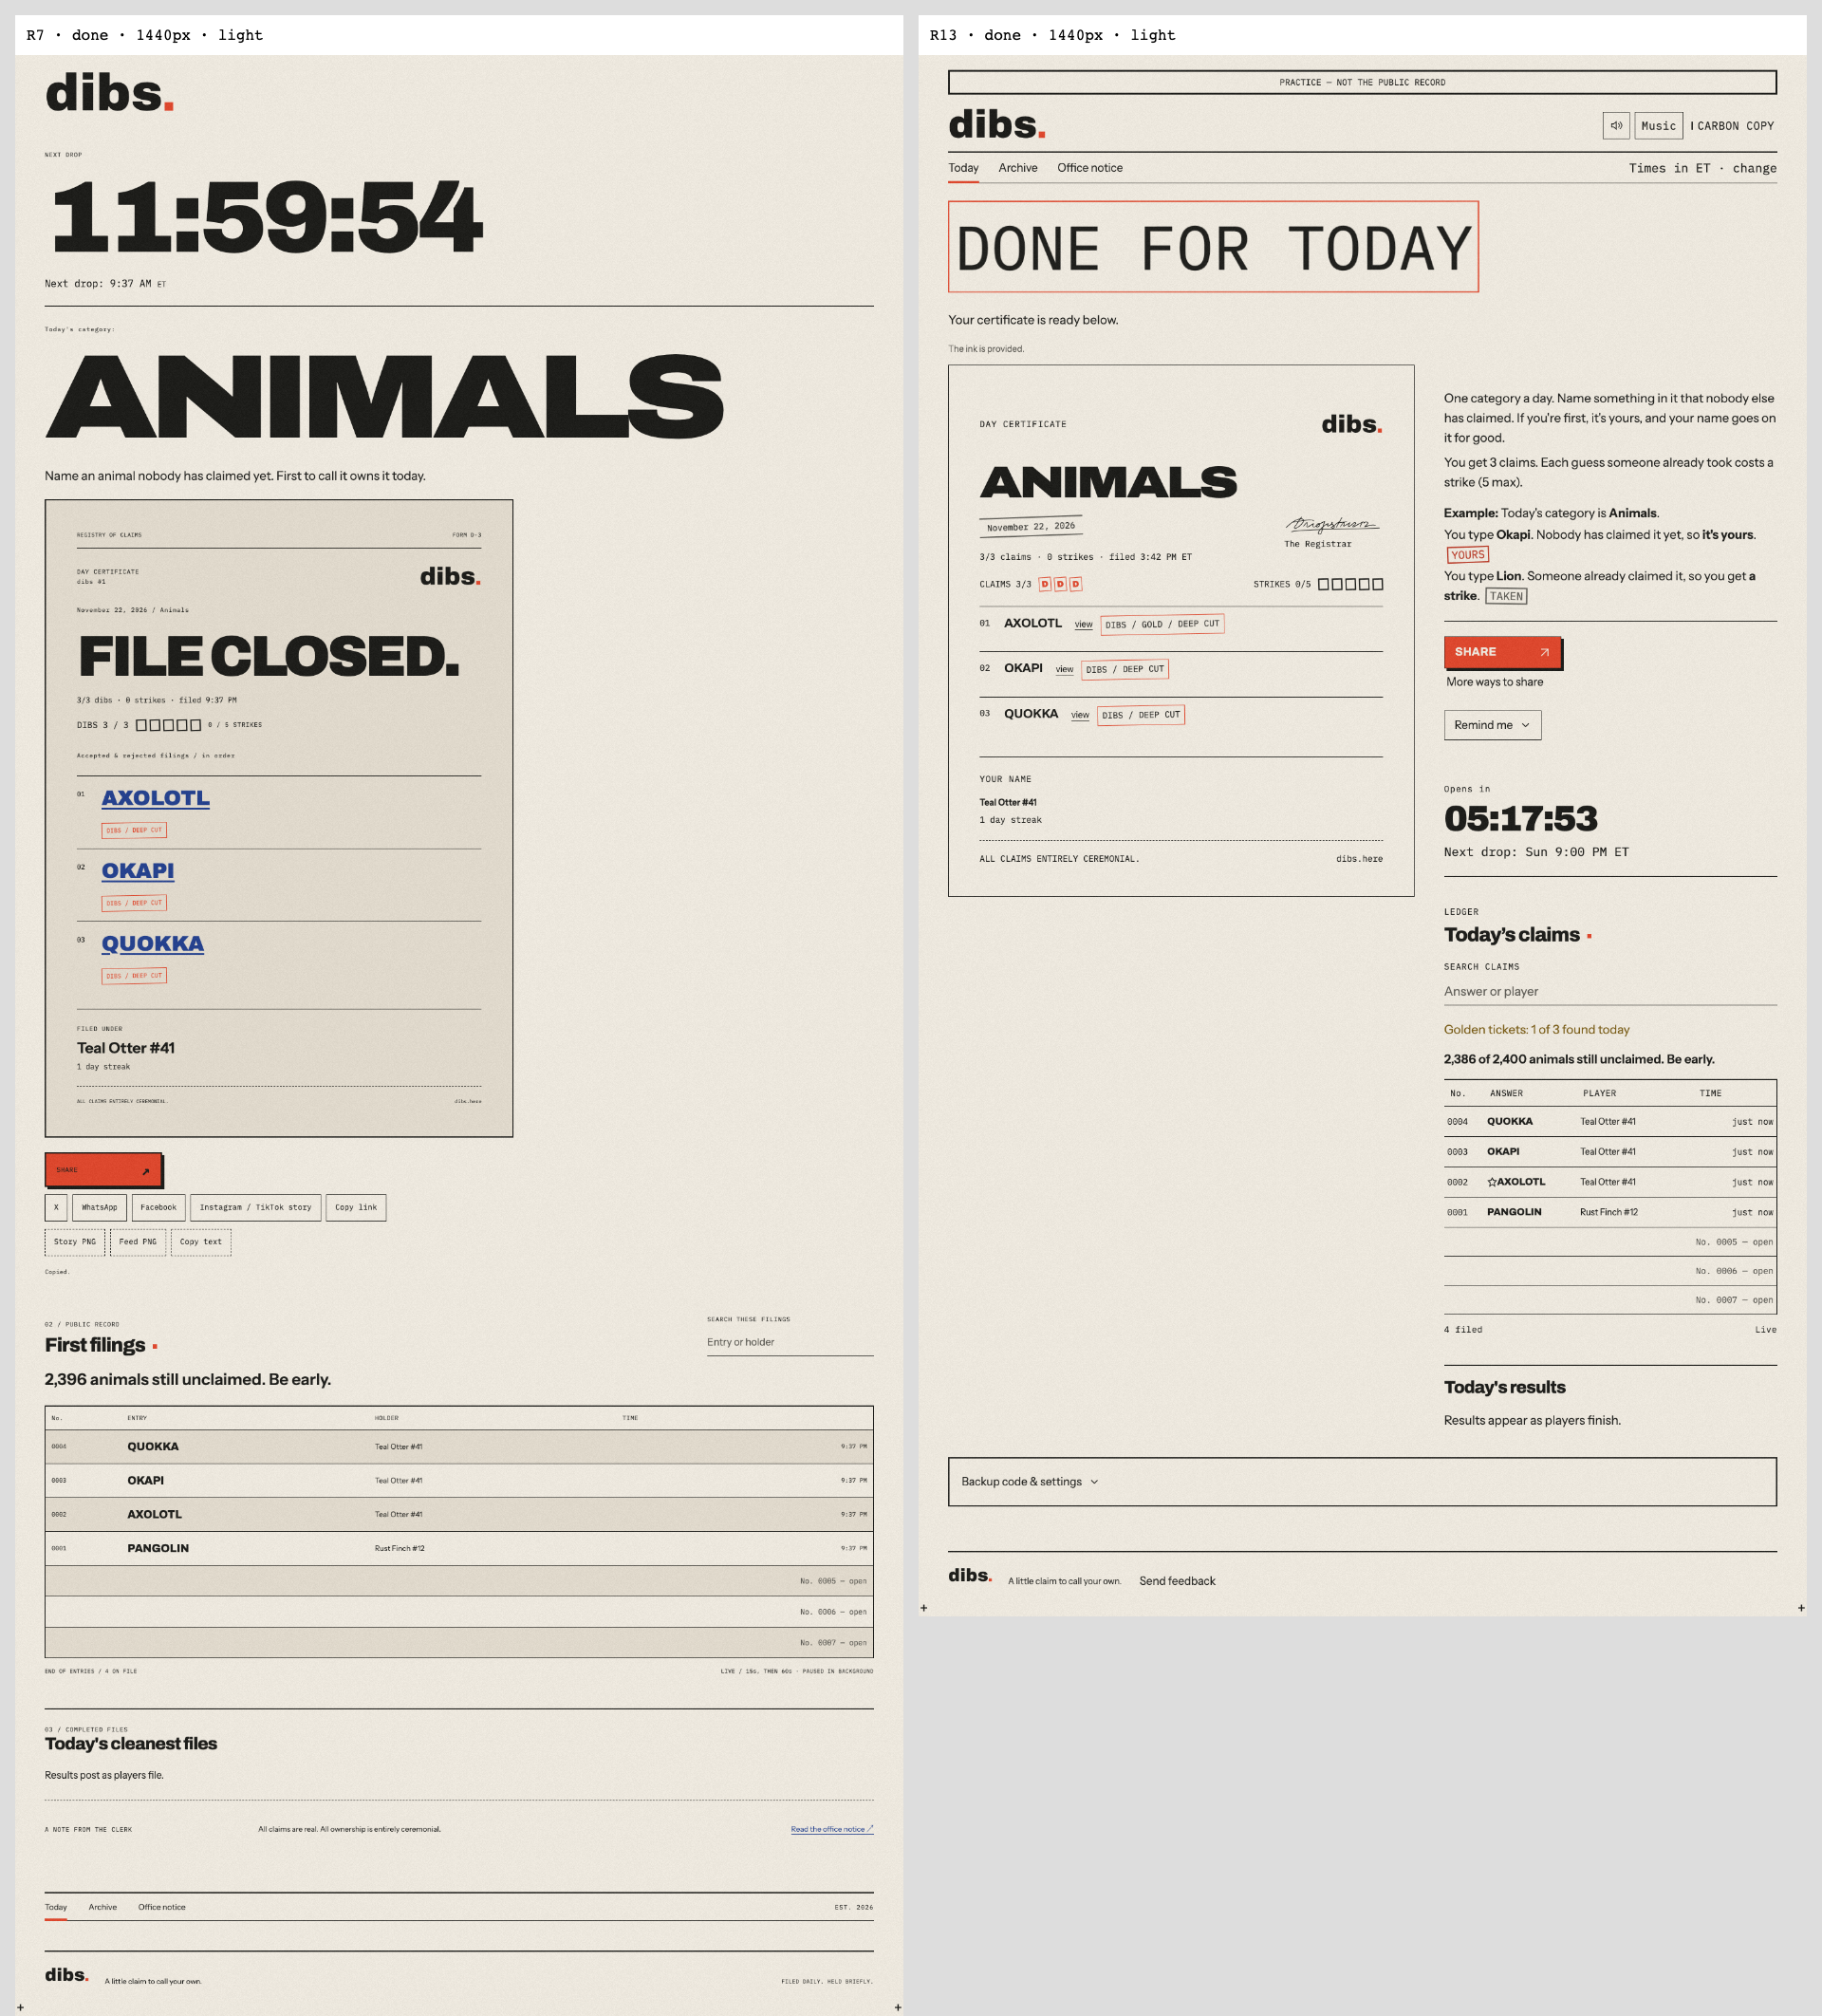 R7 · done · 1440px · light
dibs.
NEXT DROP
11:59:54
Next drop: 9:37 AM ET
Today's category:
ANIMALS
Name an animal nobody has claimed yet. First to call it owns it today.
REGISTRY OF CLAIMS FORM D-3
DAY CERTIFICATE
dibs #1
dibs.
November 22, 2026 / Animals
FILE CLOSED.
3/3 dibs · 0 strikes · filed 9:37 PM
DIBS 3 / 3 0 / 5 STRIKES
Accepted & rejected filings / in order
01 AXOLOTL
DIBS / DEEP CUT
02 OKAPI
DIBS / DEEP CUT
03 QUOKKA
DIBS / DEEP CUT
FILED UNDER
Teal Otter #41
1 day streak
ALL CLAIMS ENTIRELY CEREMONIAL. dibs.here
SHARE ↗
X WhatsApp Facebook Instagram / TikTok story Copy link
Story PNG Feed PNG Copy text
Copied.
02 / PUBLIC RECORD
First filings
SEARCH THESE FILINGS
Entry or holder
2,396 animals still unclaimed. Be early.
No. ENTRY HOLDER TIME
0004 QUOKKA Teal Otter #41 9:37 PM
0003 OKAPI Teal Otter #41 9:37 PM
0002 AXOLOTL Teal Otter #41 9:37 PM
0001 PANGOLIN Rust Finch #12 9:37 PM
No. 0005 — open
No. 0006 — open
No. 0007 — open
END OF ENTRIES / 4 ON FILE LIVE / 15s, THEN 60s · PAUSED IN BACKGROUND
03 / COMPLETED FILES
Today's cleanest files
Results post as players file.
A NOTE FROM THE CLERK All claims are real. All ownership is entirely ceremonial. Read the office notice ↗
Today Archive Office notice EST. 2026
dibs. A little claim to call your own. FILED DAILY. HELD BRIEFLY.
R13 · done · 1440px · light
PRACTICE — NOT THE PUBLIC RECORD
dibs. Music CARBON COPY
Today Archive Office notice Times in ET · change
DONE FOR TODAY
Your certificate is ready below.
The ink is provided.
DAY CERTIFICATE dibs.
ANIMALS
November 22, 2026
The Registrar
3/3 claims · 0 strikes · filed 3:42 PM ET
CLAIMS 3/3 D D D STRIKES 0/5
01 AXOLOTL view DIBS / GOLD / DEEP CUT
02 OKAPI view DIBS / DEEP CUT
03 QUOKKA view DIBS / DEEP CUT
YOUR NAME
Teal Otter #41
1 day streak
ALL CLAIMS ENTIRELY CEREMONIAL. dibs.here
One category a day. Name something in it that nobody else
has claimed. If you're first, it's yours, and your name goes on
it for good.
You get 3 claims. Each guess someone already took costs a
strike (5 max).
Example: Today's category is Animals.
You type Okapi. Nobody has claimed it yet, so it's yours.
YOURS
You type Lion. Someone already claimed it, so you get a
strike. TAKEN
SHARE ↗
More ways to share
Remind me
Opens in
05:17:53
Next drop: Sun 9:00 PM ET
LEDGER
Today's claims
SEARCH CLAIMS
Answer or player
Golden tickets: 1 of 3 found today
2,386 of 2,400 animals still unclaimed. Be early.
No. ANSWER PLAYER TIME
0004 QUOKKA Teal Otter #41 just now
0003 OKAPI Teal Otter #41 just now
0002 ☆AXOLOTL Teal Otter #41 just now
0001 PANGOLIN Rust Finch #12 just now
No. 0005 — open
No. 0006 — open
No. 0007 — open
4 filed Live
Today's results
Results appear as players finish.
Backup code & settings
dibs. A little claim to call your own. Send feedback